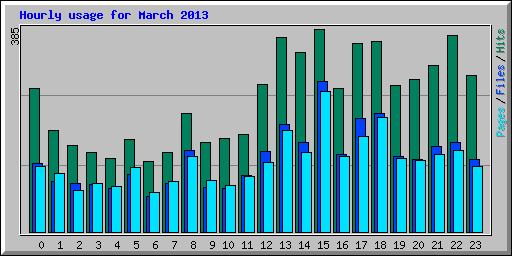 Hourly usage for March 2013
385
Pages / Files / Hits
0 1 2 3 4 5 6 7 8 9 10 11 12 13 14 15 16 17 18 19 20 21 22 23